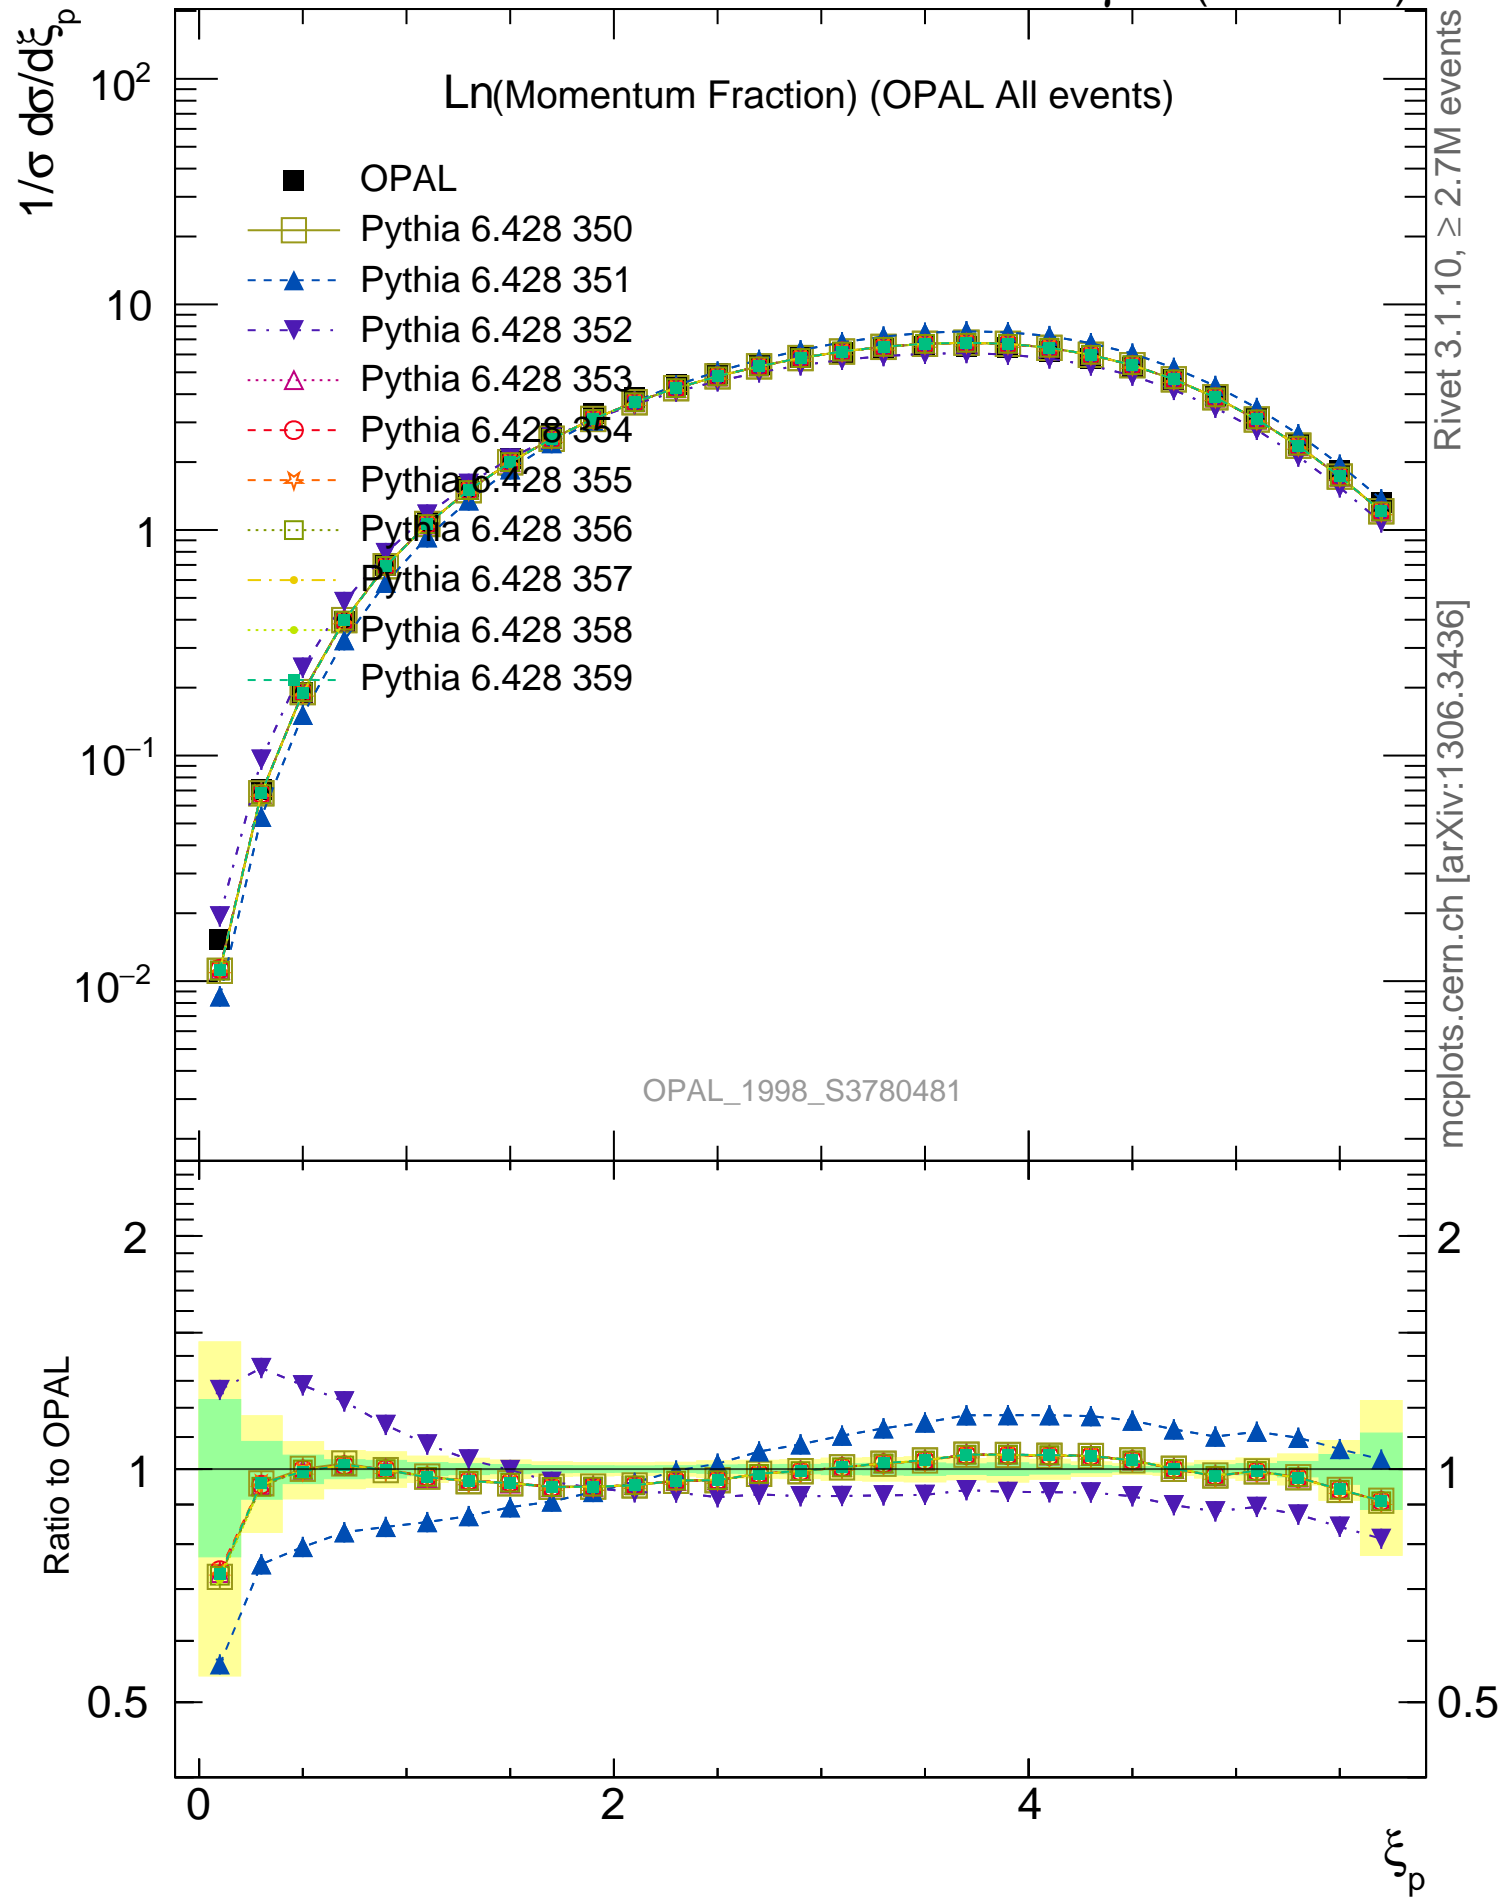 1/σ dσ/dξp
Ln(Momentum Fraction) (OPAL All events)
OPAL
Pythia 6.428 350
Pythia 6.428 351
Pythia 6.428 352
Pythia 6.428 353
Pythia 6.428 354
Pythia 6.428 355
Pythia 6.428 356
Pythia 6.428 357
Pythia 6.428 358
Pythia 6.428 359
10²
10
1
10⁻¹
10⁻²
OPAL_1998_S3780481
Rivet 3.1.10, ≥ 2.7M events
mcplots.cern.ch [arXiv:1306.3436]
Ratio to OPAL
2
1
0.5
2
1
0.5
0
2
4
ξp